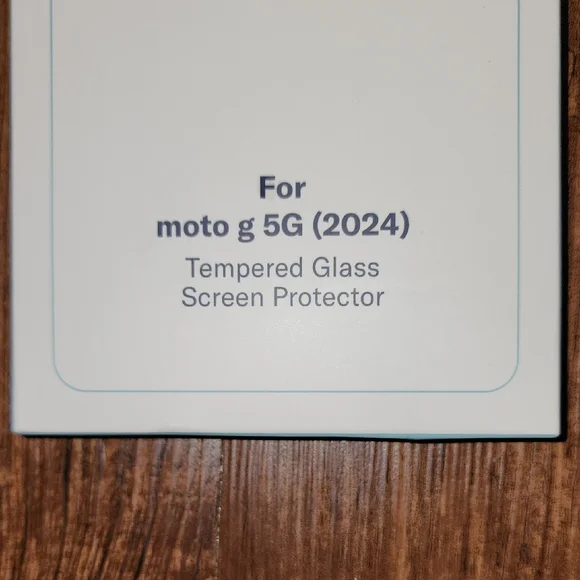 For
moto g 5G (2024)
Tempered Glass
Screen Protector